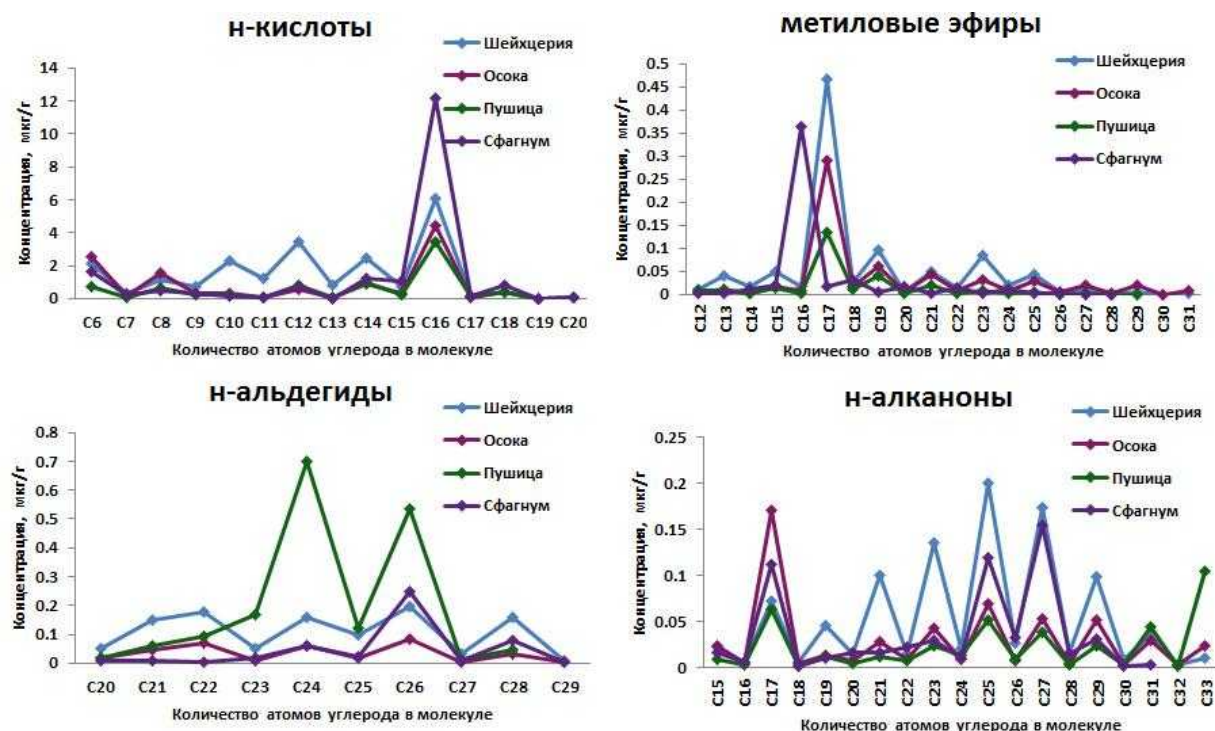 н-кислоты
Шейхцерия
Осока
Пушица
Сфагнум
Концентрация, мкг/г
14
12
10
8
6
4
2
0
C6 C7 C8 C9 C10 C11 C12 C13 C14 C15 C16 C17 C18 C19 C20
Количество атомов углерода в молекуле
метиловые эфиры
Шейхцерия
Осока
Пушица
Сфагнум
Концентрация, мкг/г
0.5
0.45
0.4
0.35
0.3
0.25
0.2
0.15
0.1
0.05
0
C12 C13 C14 C15 C16 C17 C18 C19 C20 C21 C22 C23 C24 C25 C26 C27 C28 C29 C30 C31
Количество атомов углерода в молекуле
н-альдегиды
Шейхцерия
Осока
Пушица
Сфагнум
Концентрация, мкг/г
0.8
0.7
0.6
0.5
0.4
0.3
0.2
0.1
0
C20 C21 C22 C23 C24 C25 C26 C27 C28 C29
Количество атомов углерода в молекуле
н-алканоны
Шейхцерия
Осока
Пушица
Сфагнум
Концентрация, мкг/г
0.25
0.2
0.15
0.1
0.05
0
C15 C16 C17 C18 C19 C20 C21 C22 C23 C24 C25 C26 C27 C28 C29 C30 C31 C32 C33
Количество атомов углерода в молекуле